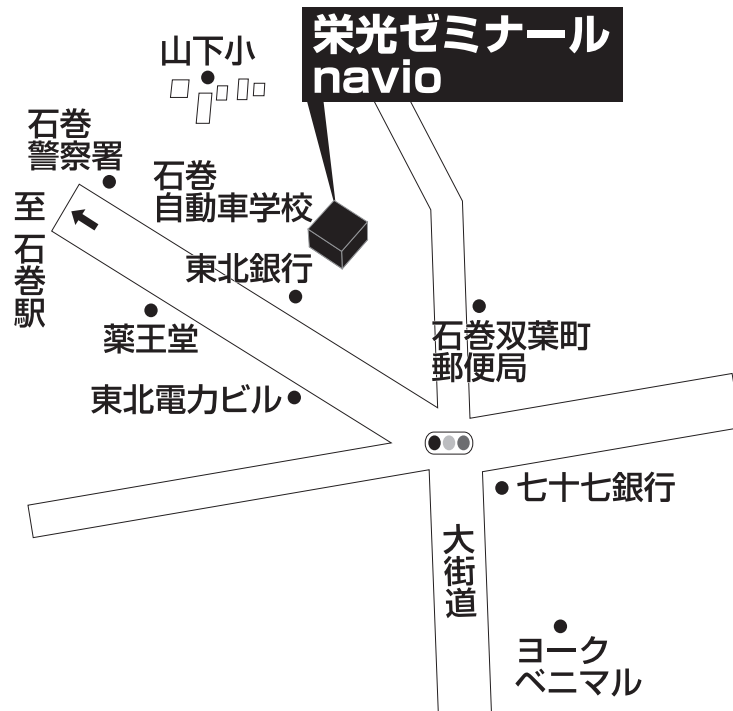 栄光ゼミナール
navio
山下小
石巻
警察署
石巻
自動車学校
至 石巻駅
東北銀行
薬王堂
石巻双葉町
郵便局
東北電力ビル
七十七銀行
大街道
ヨーク
ベニマル